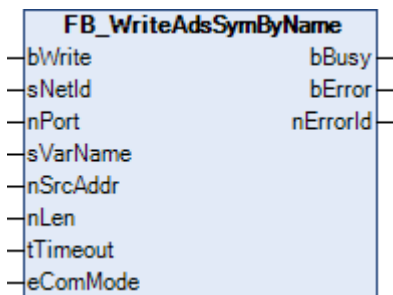 FB_WriteAdsSymByName
bWrite bBusy
sNetId bError
nPort nErrorId
sVarName
nSrcAddr
nLen
tTimeout
eComMode